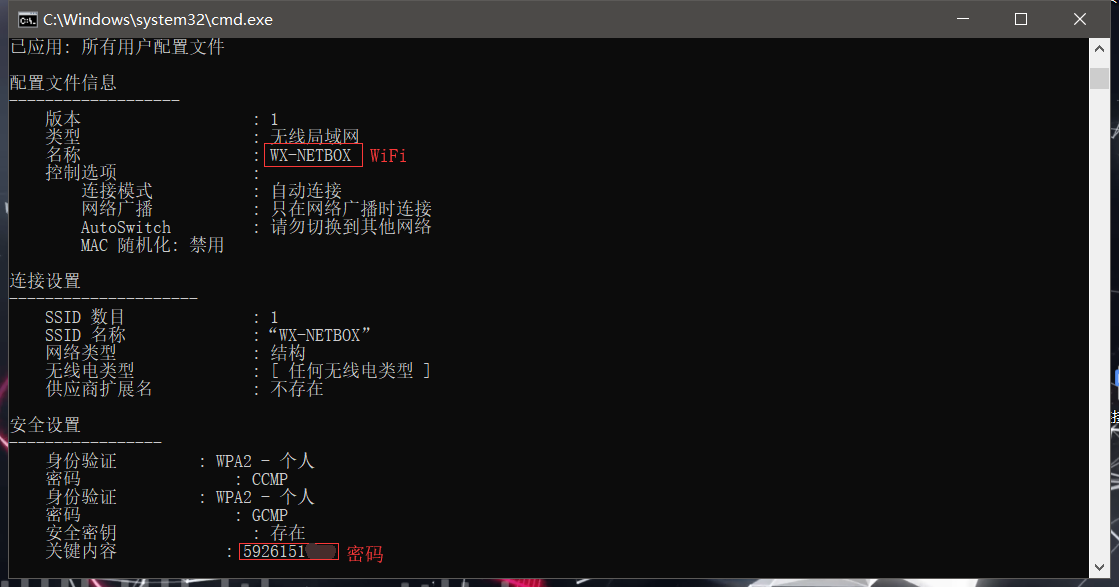 C:\Windows\system32\cmd.exe
已应用: 所有用户配置文件
配置文件信息
-------------------
版本 : 1
类型 : 无线局域网
名称 : WX-NETBOX WiFi
控制选项 :
连接模式 : 自动连接
网络广播 : 只在网络广播时连接
AutoSwitch : 请勿切换到其他网络
MAC 随机化: 禁用
连接设置
---------------------
SSID 数目 : 1
SSID 名称 :“WX-NETBOX”
网络类型 : 结构
无线电类型 : [ 任何无线电类型 ]
供应商扩展名 : 不存在
安全设置
-----------------
身份验证 : WPA2 - 个人
密码 : CCMP
身份验证 : WPA2 - 个人
密码 : GCMP
安全密钥 : 存在
关键内容 : 5926151 密码